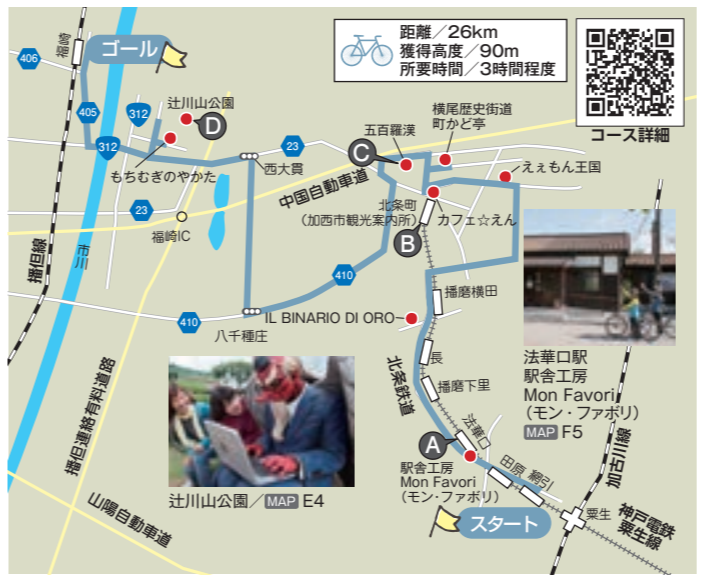 距離／26km
獲得高度／90m
所要時間／3時間程度
コース詳細
福崎
ゴール
406
405
312
312
辻川山公園
D
もちむぎのやかた
23
西大貫
C
五百羅漢
横尾歴史街道
町かど亭
えぇもん王国
中国自動車道
北条町
（加西市観光案内所）
カフェ☆えん
B
23
福崎IC
播但線
市川
410
410
八千種庄
播磨横田
IL BINARIO DI ORO
長
播磨下里
北条鉄道
法華口
A
駅舎工房
Mon Favori
（モン・ファボリ）
田原
網引
スタート
粟生
神戸電鉄
粟生線
加古川線
法華口駅
駅舎工房
Mon Favori
（モン・ファボリ）
MAP F5
辻川山公園／MAP E4
播但連絡有料道路
山陽自動車道